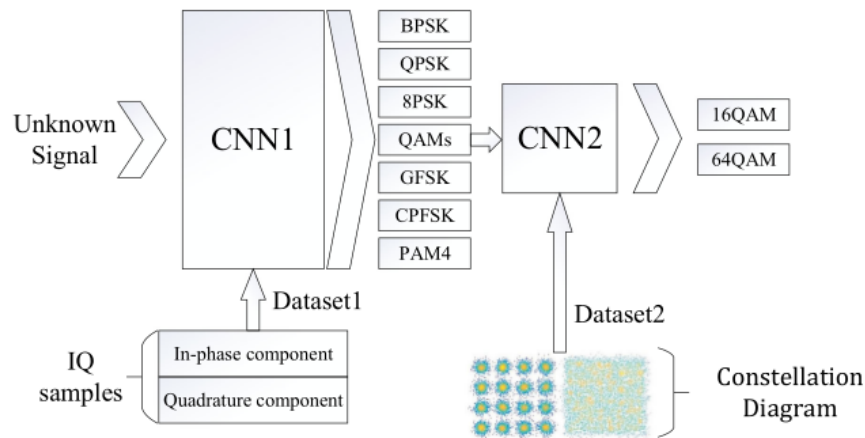 Unknown
Signal
CNN1
BPSK
QPSK
8PSK
QAMs
GFSK
CPFSK
PAM4
CNN2
16QAM
64QAM
Dataset1
IQ
samples
In-phase component
Quadrature component
Dataset2
Constellation
Diagram